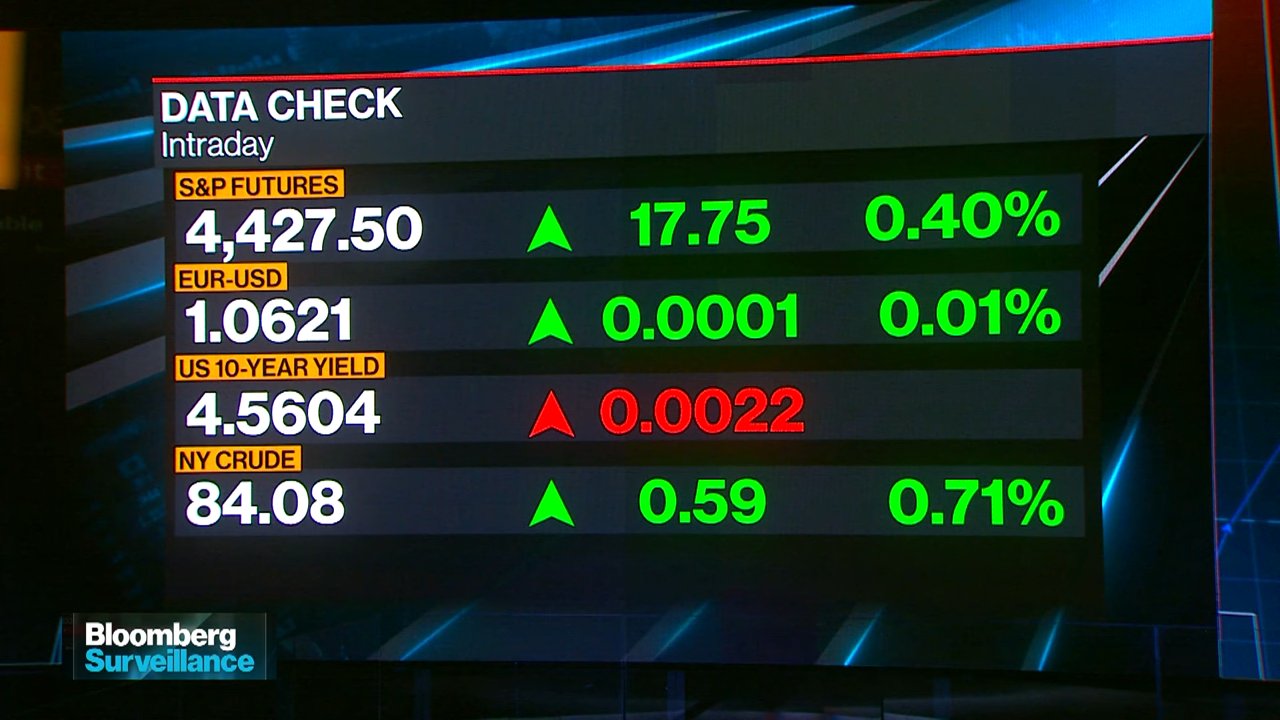 DATA CHECK
Intraday
S&P FUTURES
4,427.50 ▲ 17.75 0.40%
EUR-USD
1.0621 ▲ 0.0001 0.01%
US 10-YEAR YIELD
4.5604 ▲ 0.0022
NY CRUDE
84.08 ▲ 0.59 0.71%
Bloomberg
Surveillance